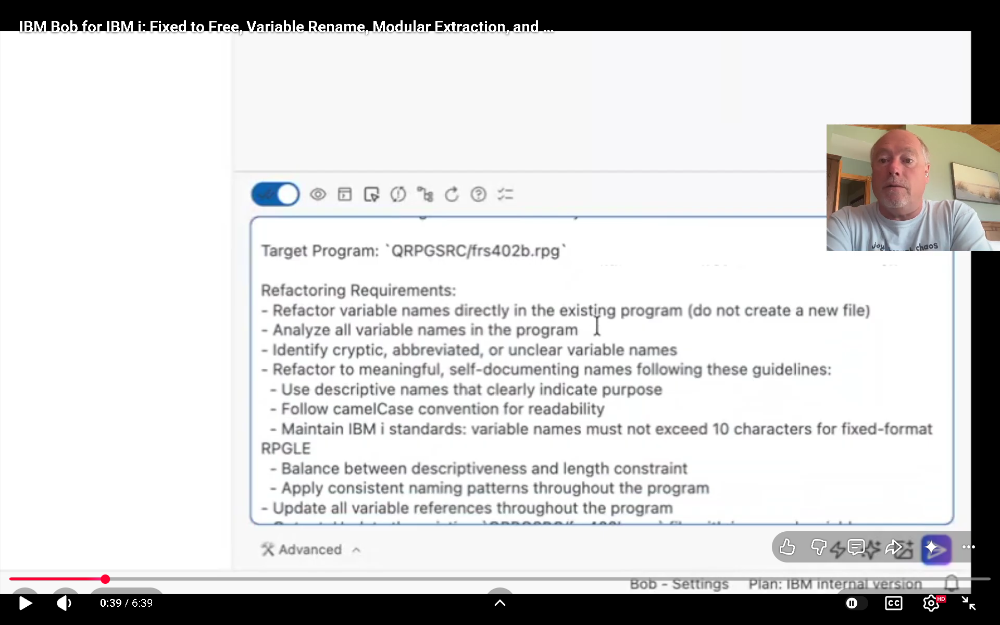 IBM Bob for IBM i: Fixed to Free, Variable Rename, Modular Extraction, and ...
Target Program: `QRPGSRC/frs402b.rpg`
Refactoring Requirements:
- Refactor variable names directly in the existing program (do not create a new file)
- Analyze all variable names in the program
- Identify cryptic, abbreviated, or unclear variable names
- Refactor to meaningful, self-documenting names following these guidelines:
- Use descriptive names that clearly indicate purpose
- Follow camelCase convention for readability
- Maintain IBM i standards: variable names must not exceed 10 characters for fixed-format
RPGLE
- Balance between descriptiveness and length constraint
- Apply consistent naming patterns throughout the program
- Update all variable references throughout the program
Advanced
Bob - Settings Plan: IBM internal version
0:39 / 6:39
CC
HD
joy
chaos